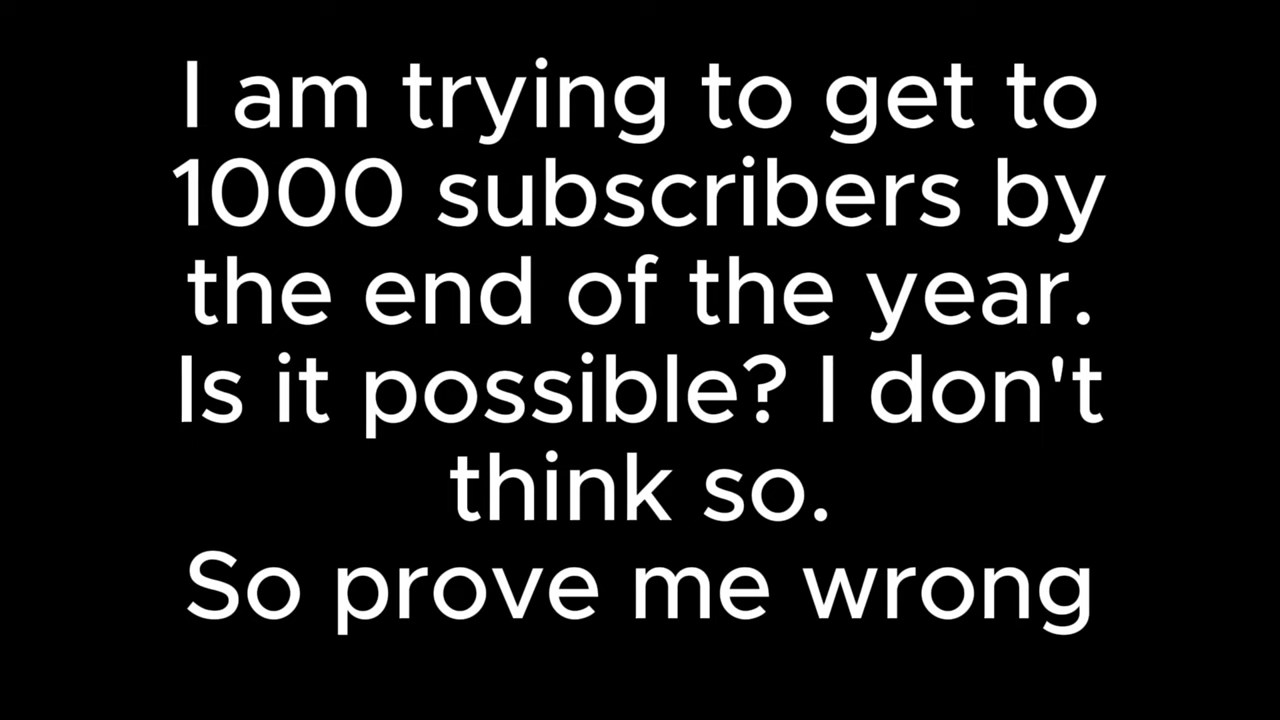 I am trying to get to
1000 subscribers by
the end of the year.
Is it possible? I don't
think so.
So prove me wrong